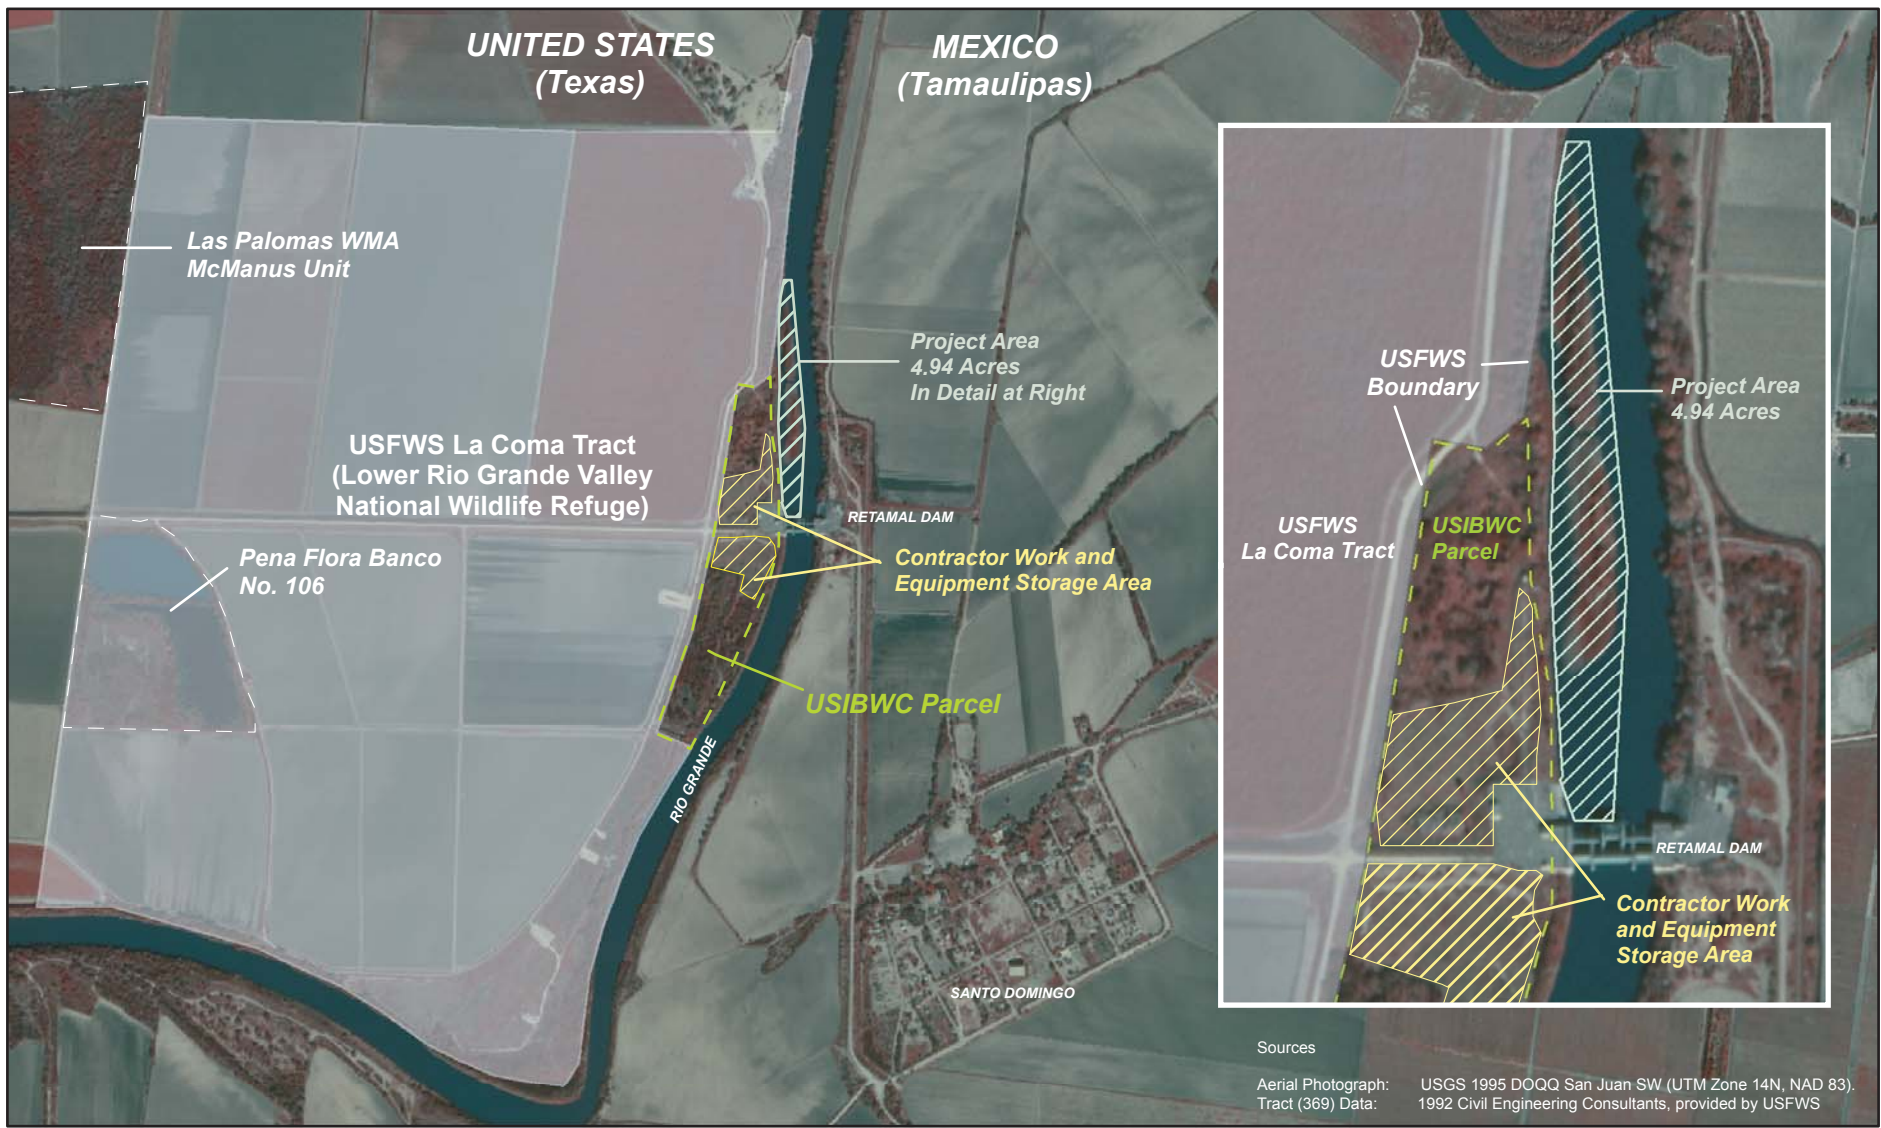 UNITED STATES
(Texas)
MEXICO
(Tamaulipas)
Las Palomas WMA
McManus Unit
Project Area
4.94 Acres
In Detail at Right
USFWS La Coma Tract
(Lower Rio Grande Valley
National Wildlife Refuge)
RETAMAL DAM
Pena Flora Banco
No. 106
Contractor Work and
Equipment Storage Area
USIBWC Parcel
RIO GRANDE
SANTO DOMINGO
USFWS
Boundary
Project Area
4.94 Acres
USFWS
La Coma Tract
USIBWC
Parcel
RETAMAL DAM
Contractor Work
and Equipment
Storage Area
Sources
Aerial Photograph: USGS 1995 DOQQ San Juan SW (UTM Zone 14N, NAD 83).
Tract (369) Data: 1992 Civil Engineering Consultants, provided by USFWS